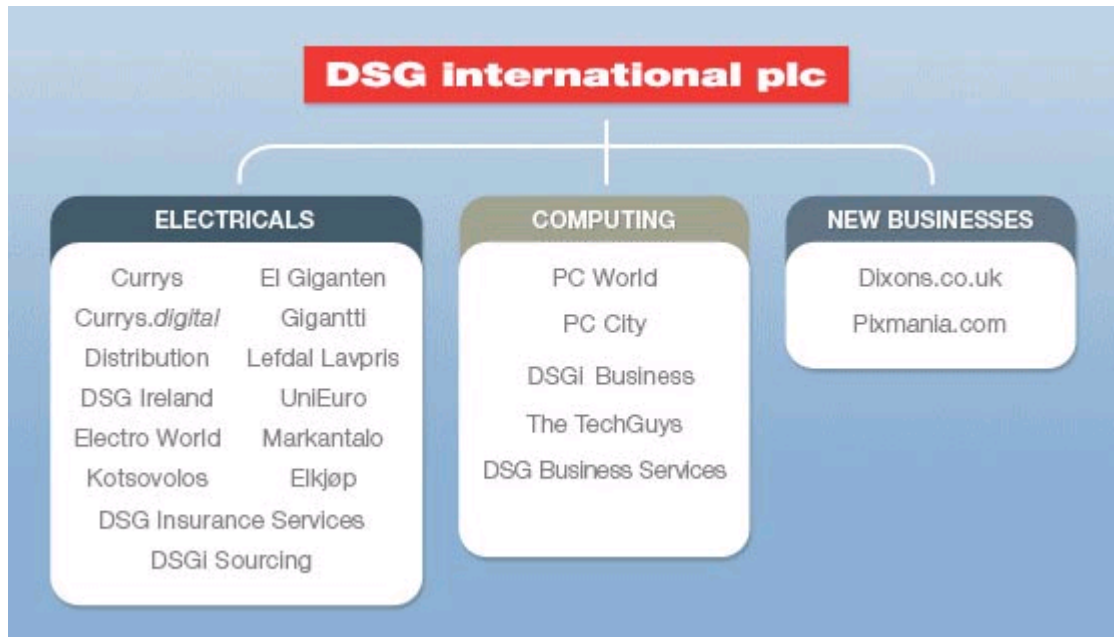 DSG international plc
ELECTRICALS
Currys El Giganten
Currys.digital Gigantti
Distribution Lefdal Lavpris
DSG Ireland UniEuro
Electro World Markantalo
Kotsovolos Elkjøp
DSG Insurance Services
DSGi Sourcing
COMPUTING
PC World
PC City
DSGi Business
The TechGuys
DSG Business Services
NEW BUSINESSES
Dixons.co.uk
Pixmania.com